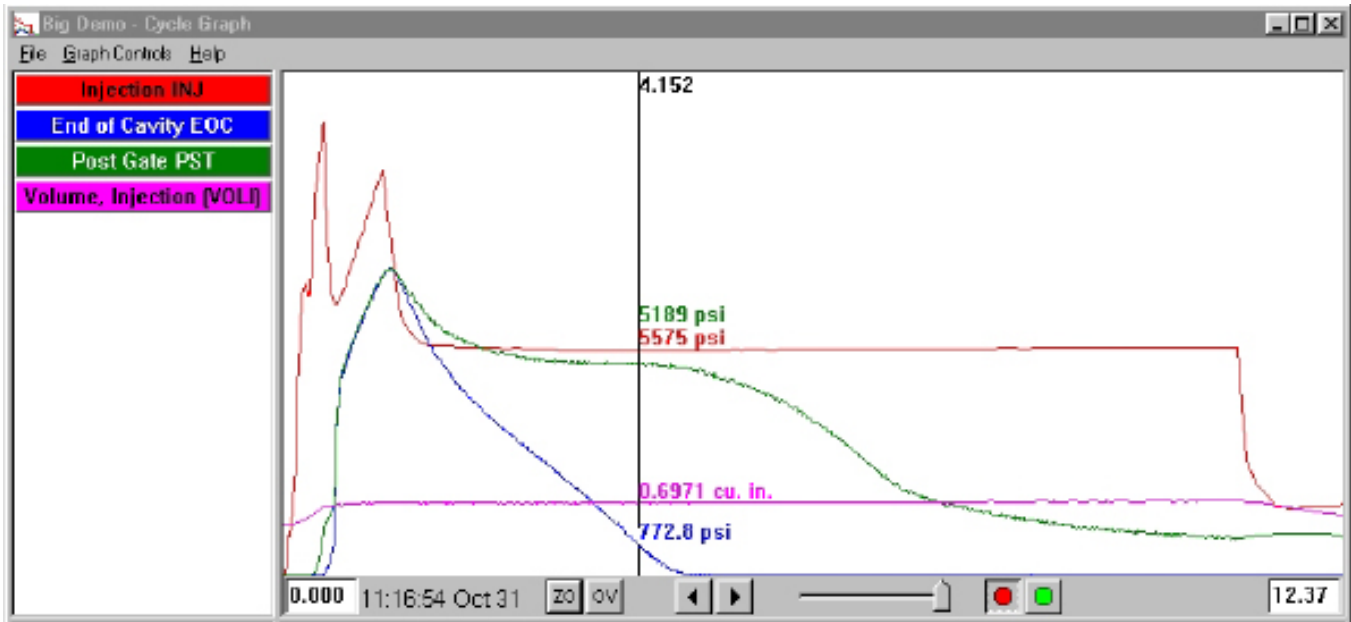 Big Demo - Cycle Graph
File Graph Controls Help
Injection INJ
End of Cavity EOC
Post Gate PST
Volume, Injection (VOLI)
4.152
5189 psi
5575 psi
0.6971 cu. in.
772.8 psi
0.000 11:16:54 Oct 31 ZO OV 12.37